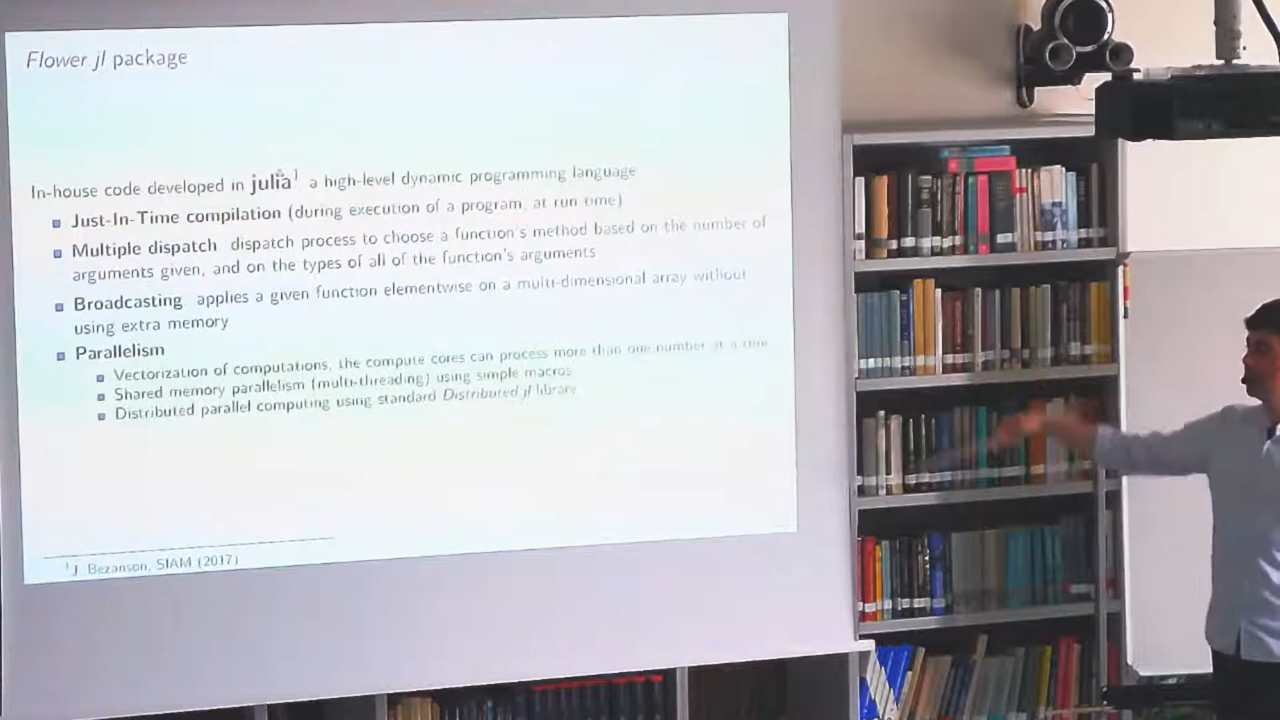 Flower.jl package
In-house code developed in julia¹ a high-level dynamic programming language
Just-In-Time compilation (during execution of a program, at run time)
Multiple dispatch dispatch process to choose a function's method based on the number of
arguments given, and on the types of all of the function's arguments
Broadcasting applies a given function elementwise on a multi-dimensional array without
using extra memory
Parallelism
Vectorization of computations, the compute cores can process more than one number at a time
Shared memory parallelism (multi-threading) using simple macros
Distributed parallel computing using standard Distributed.jl library
¹J. Bezanson, SIAM (2017)